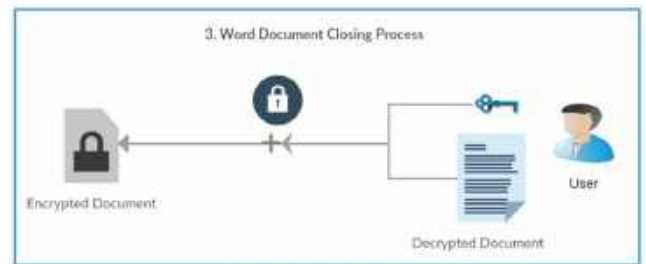 3. Word Document Closing Process
User
Encrypted Document
Decrypted Document